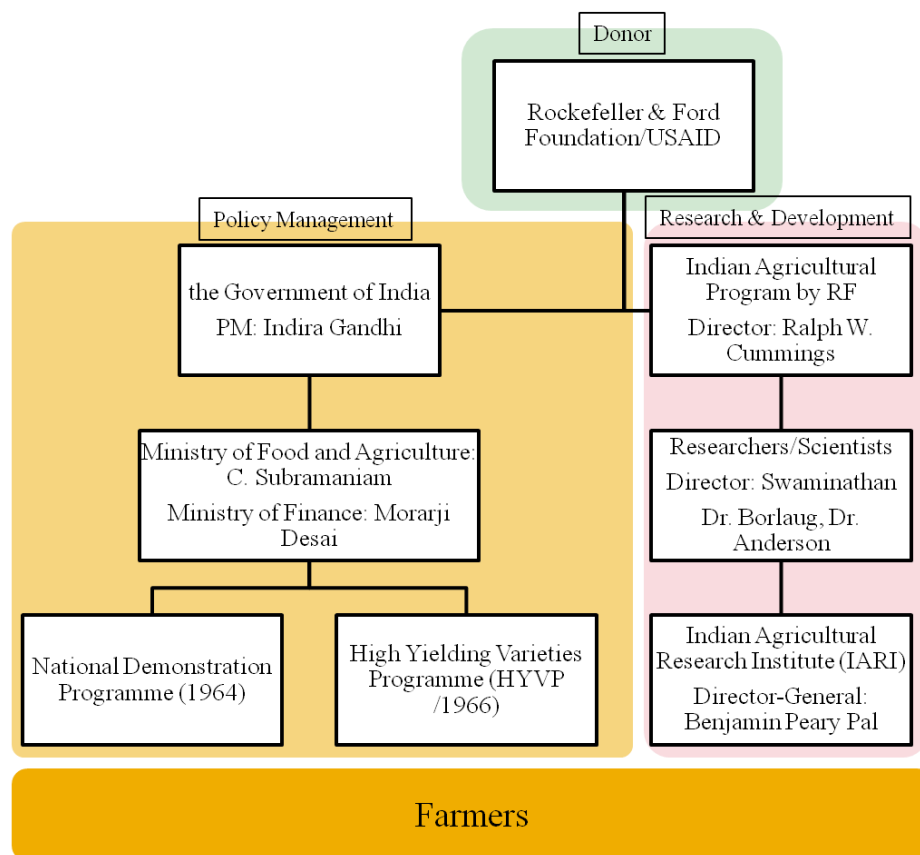 Donor
Rockefeller & Ford
Foundation/USAID
Policy Management
the Government of India
PM: Indira Gandhi
Ministry of Food and Agriculture:
C. Subramaniam
Ministry of Finance: Morarji
Desai
National Demonstration
Programme (1964)
High Yielding Varieties
Programme (HYVP
/1966)
Research & Development
Indian Agricultural
Program by RF
Director: Ralph W.
Cummings
Researchers/Scientists
Director: Swaminathan
Dr. Borlaug, Dr.
Anderson
Indian Agricultural
Research Institute (IARI)
Director-General:
Benjamin Peary Pal
Farmers